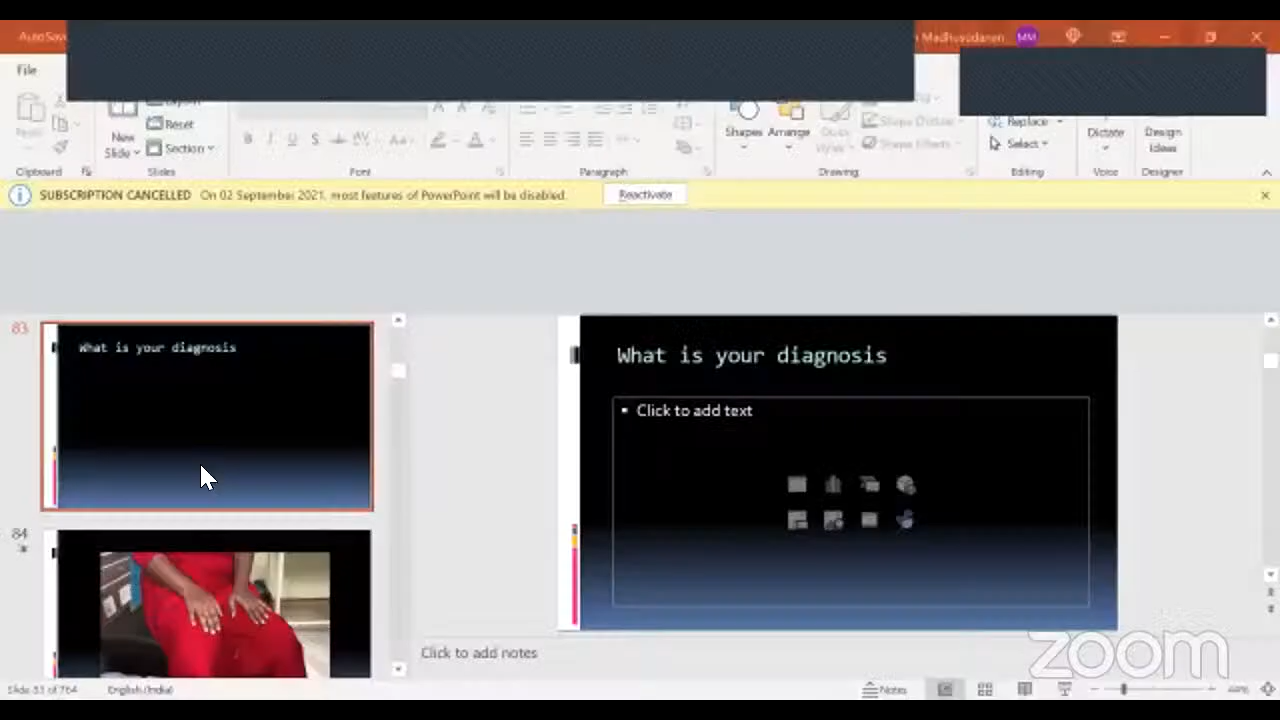 AutoSav
Madhusudanan MM
File
New
Slide
Reset
Section
Shapes
Arrange
Replace
Select
Dictate
Design
Ideas
Clipboard
Slides
Font
Paragraph
Drawing
Editing
Voice
Designer
SUBSCRIPTION CANCELLED On 02 September 2021, most features of PowerPoint will be disabled. Reactivate
83
What is your diagnosis
84
What is your diagnosis
▪ Click to add text
Click to add notes
zoom
English (India)
Notes